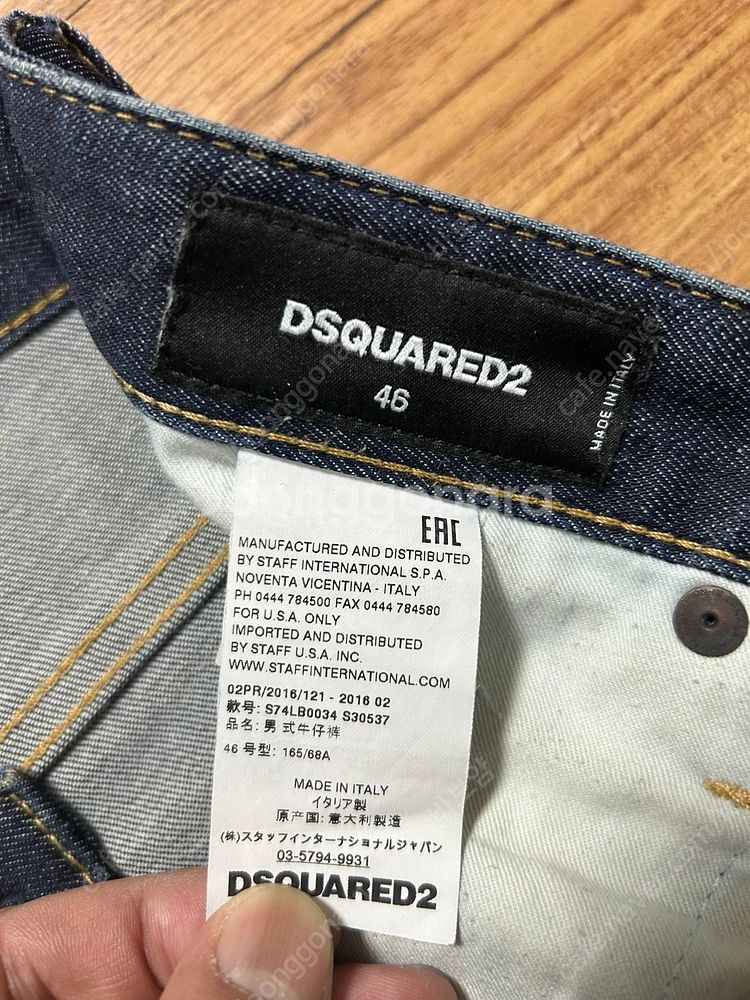 DSQUARED2
46
MADE IN ITALY
EAC
MANUFACTURED AND DISTRIBUTED
BY STAFF INTERNATIONAL S.P.A.
NOVENTA VICENTINA - ITALY
PH 0444 784500 FAX 0444 784580
FOR U.S.A. ONLY
IMPORTED AND DISTRIBUTED
BY STAFF U.S.A. INC.
WWW.STAFFINTERNATIONAL.COM
02PR/2016/121 - 2016 02
款号: S74LB0034 S30537
品名: 男 式牛仔裤
46 号型: 165/68A
MADE IN ITALY
イタリア製
原产国: 意大利製造
(株)スタッフインターナショナルジャパン
03-5794-9931
DSQUARED2
joonggonara